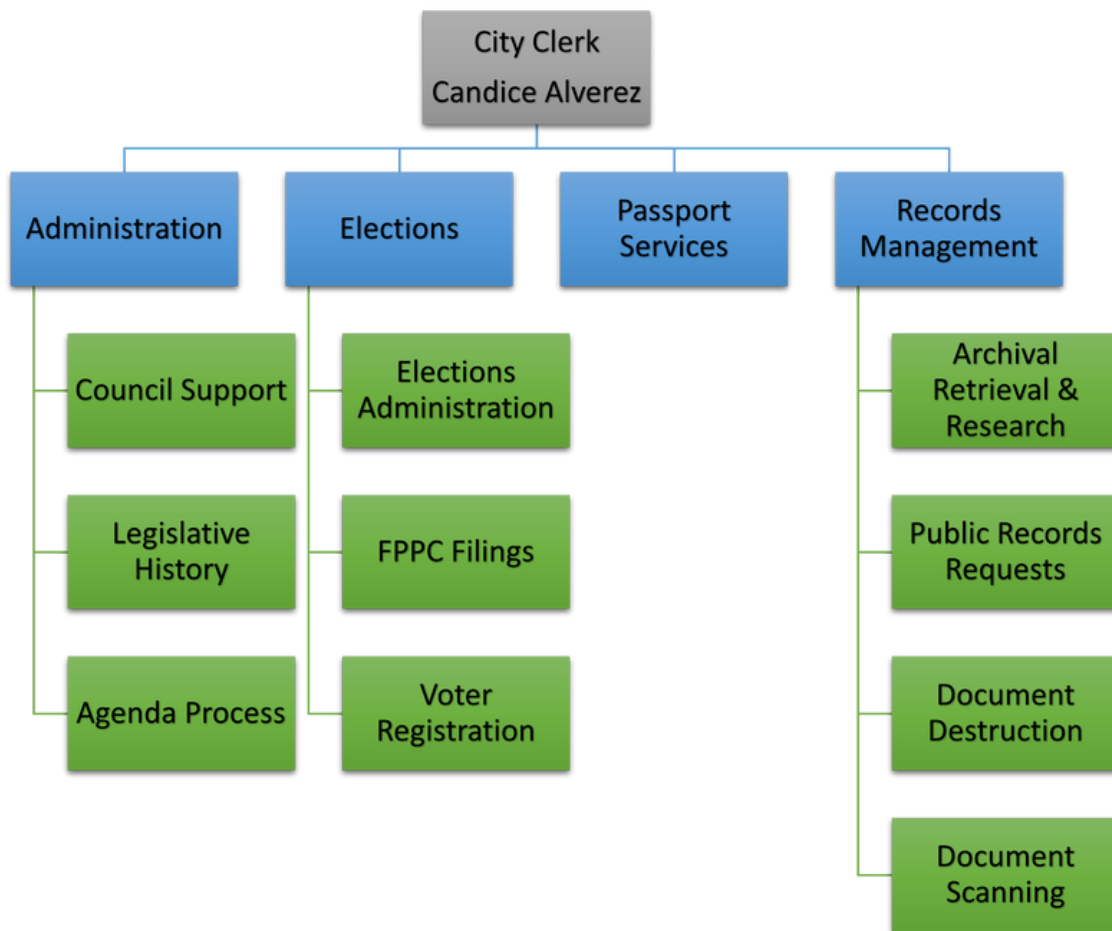 City Clerk
Candice Alverez
Administration
Elections
Passport
Services
Records
Management
Council Support
Legislative
History
Agenda Process
Elections
Administration
FPPC Filings
Voter
Registration
Archival
Retrieval &
Research
Public Records
Requests
Document
Destruction
Document
Scanning